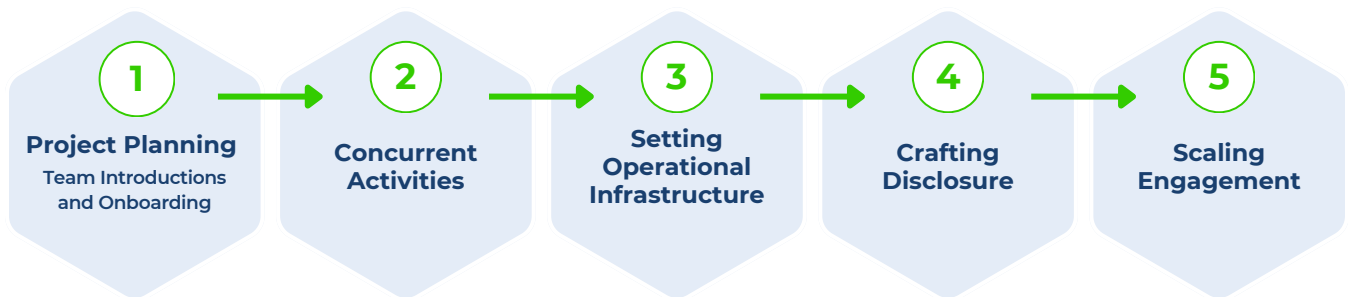 1
Project Planning
Team Introductions
and Onboarding
2
Concurrent
Activities
3
Setting
Operational
Infrastructure
4
Crafting
Disclosure
5
Scaling
Engagement